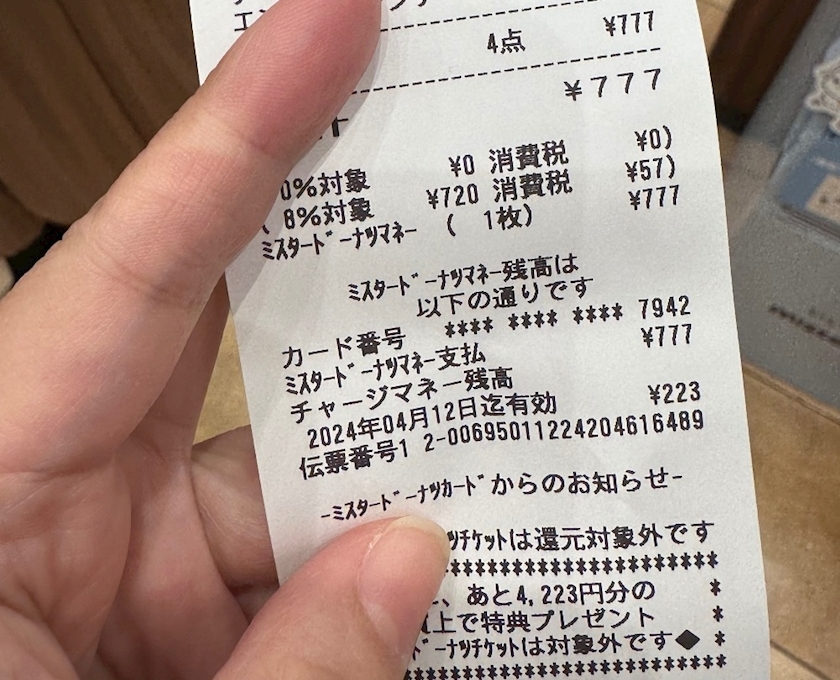 4点 ¥777
¥777
0%対象 ¥0 消費税 ¥0)
( 8%対象 ¥720 消費税 ¥57)
ﾐｽﾀｰﾄﾞｰﾅﾂﾏﾈｰ ( 1枚) ¥777
ﾐｽﾀｰﾄﾞｰﾅﾂﾏﾈｰ残高は
以下の通りです
カード番号 **** **** **** 7942
ﾐｽﾀｰﾄﾞｰﾅﾂﾏﾈｰ支払 ¥777
チャージマネー残高
2024年04月12日迄有効 ¥223
伝票番号1 2-00695011224204616489
-ﾐｽﾀｰﾄﾞｰﾅﾂｶｰﾄﾞからのお知らせ-
ﾂﾁｹｯﾄは還元対象外です
*************************
、あと4,223円分の *
上で特典プレゼント *
ﾞｰﾅﾂﾁｹｯﾄは対象外です◆ *
*****************************